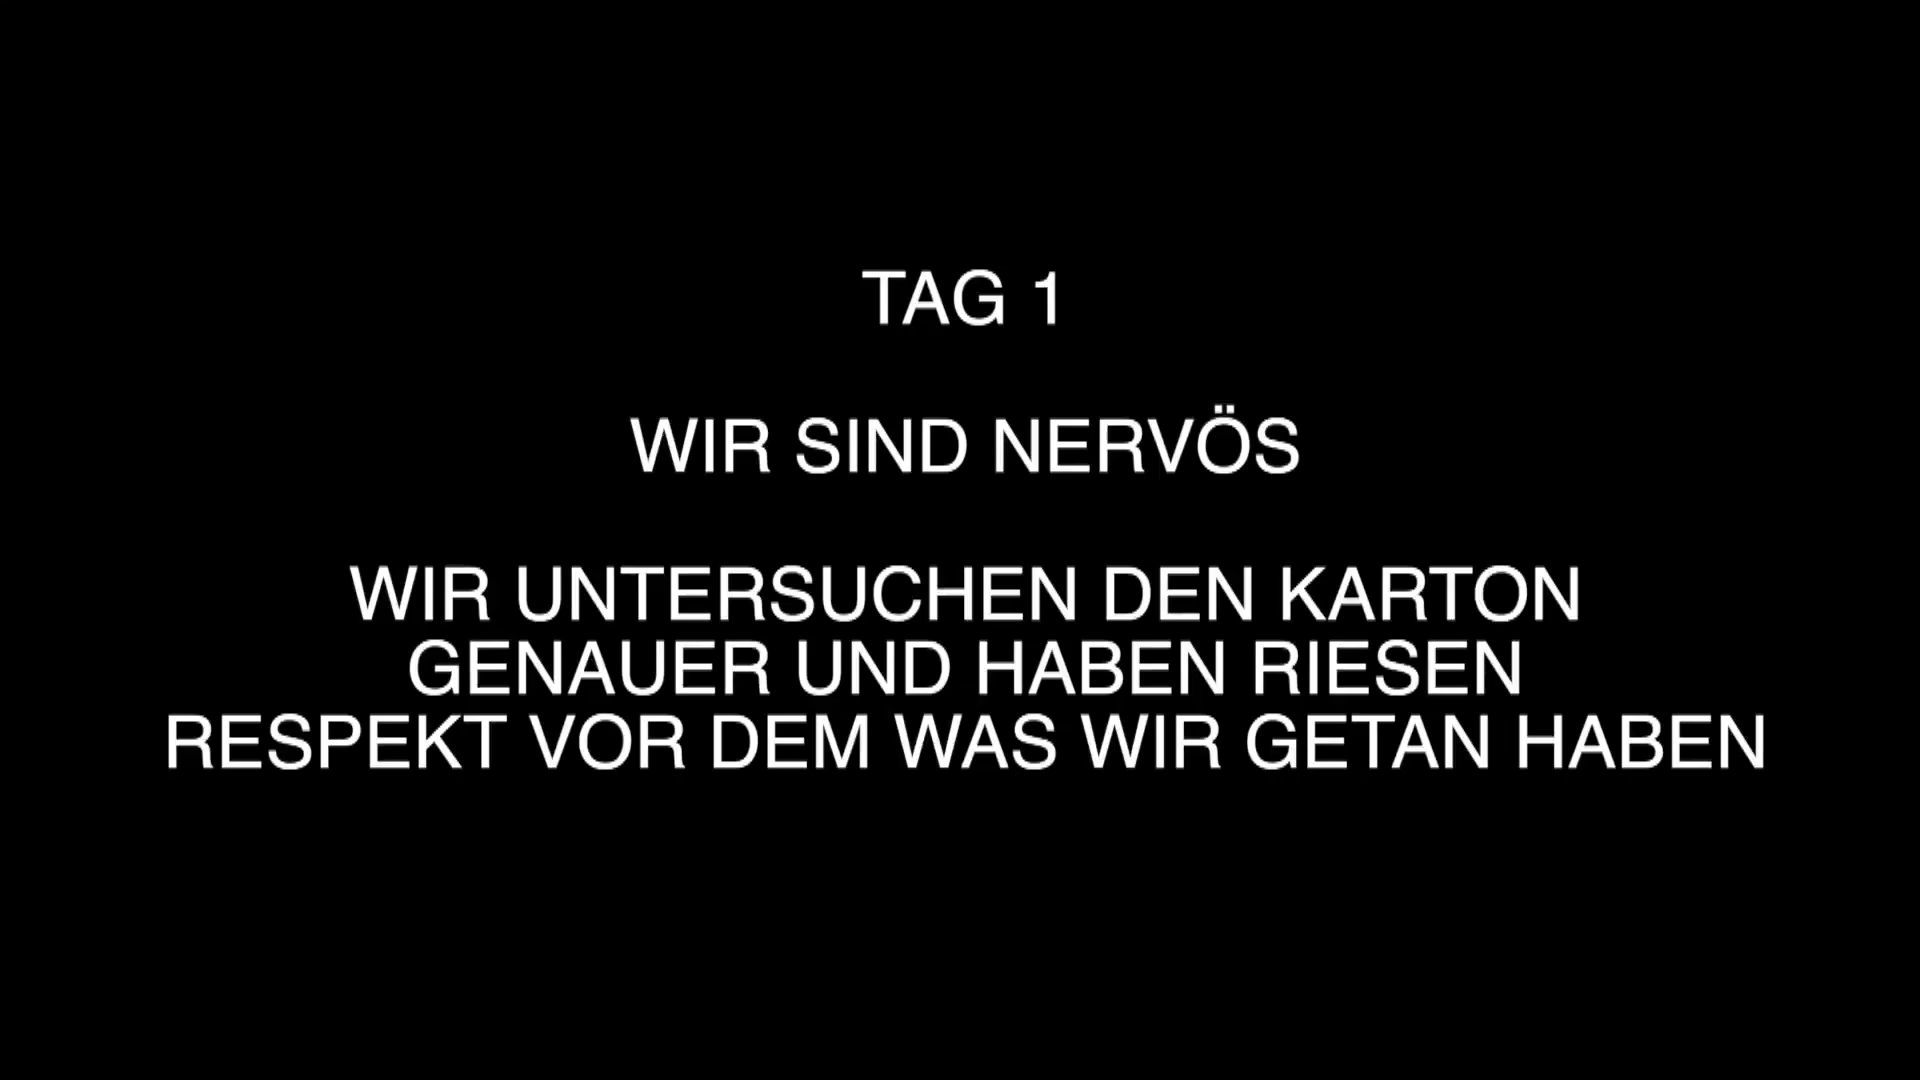 TAG 1
WIR SIND NERVÖS
WIR UNTERSUCHEN DEN KARTON
GENAUER UND HABEN RIESEN
RESPEKT VOR DEM WAS WIR GETAN HABEN